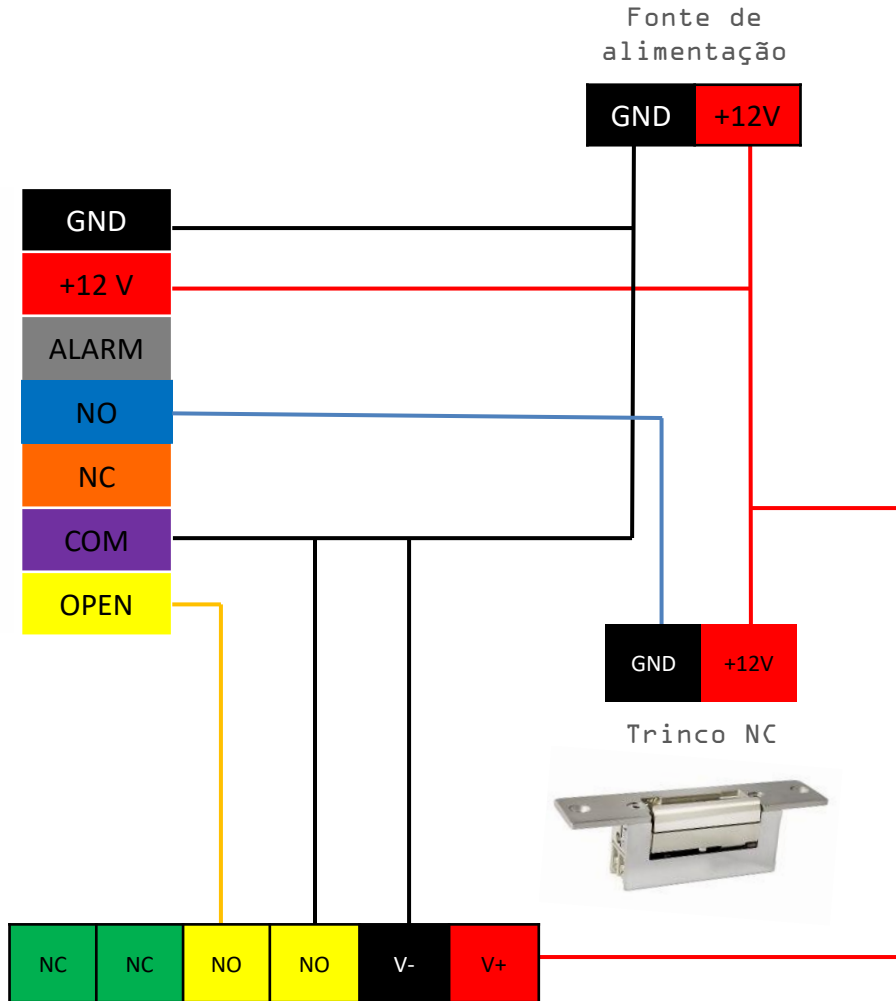 Fonte de
alimentação
GND +12V
GND
+12 V
ALARM
NO
NC
COM
OPEN
GND +12V
Trinco NC
NC NC NO NO V- V+